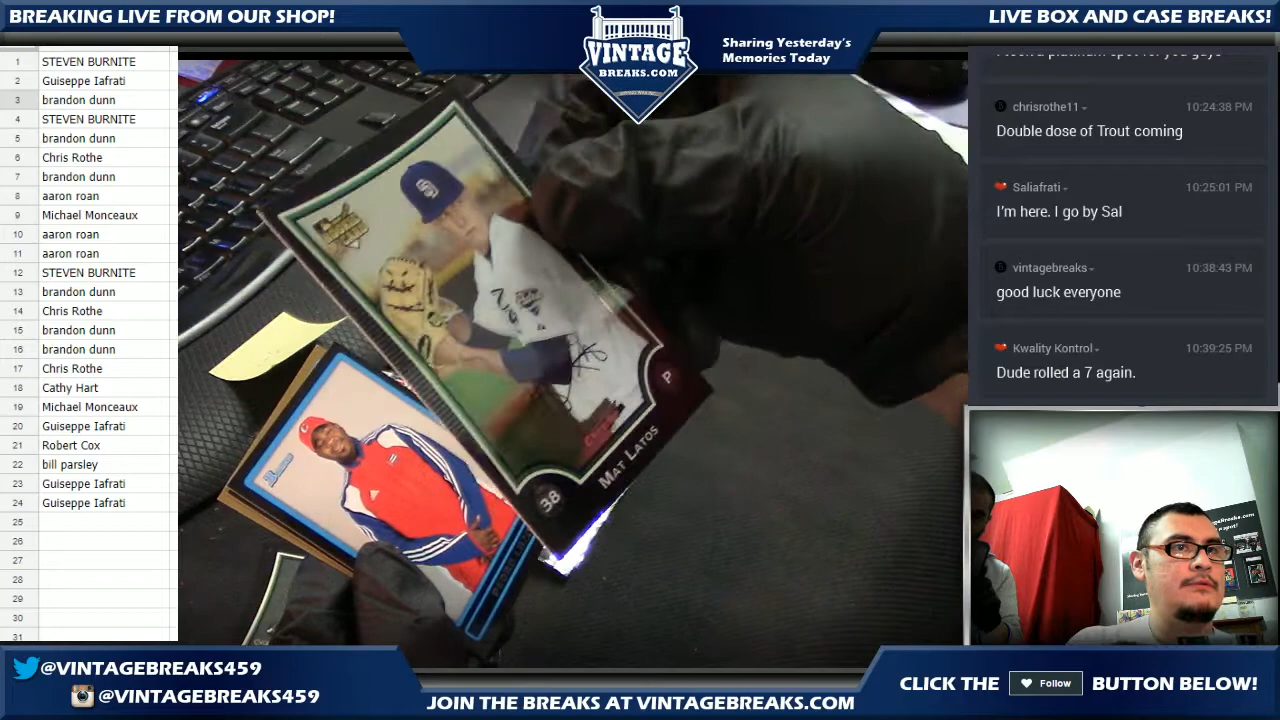 BREAKING LIVE FROM OUR SHOP!
VINTAGE
BREAKS.COM
Sharing Yesterday's
Memories Today
LIVE BOX AND CASE BREAKS!
1 STEVEN BURNITE
2 Guiseppe Iafrati
3 brandon dunn
4 STEVEN BURNITE
5 brandon dunn
6 Chris Rothe
7 brandon dunn
8 aaron roan
9 Michael Monceaux
10 aaron roan
11 aaron roan
12 STEVEN BURNITE
13 brandon dunn
14 Chris Rothe
15 brandon dunn
16 brandon dunn
17 Chris Rothe
18 Cathy Hart
19 Michael Monceaux
20 Guiseppe Iafrati
21 Robert Cox
22 bill parsley
23 Guiseppe Iafrati
24 Guiseppe Iafrati
25
26
27
28
29
30
31
38
MAT LATOS
P
Bowman
chrisrothe11 10:24:38 PM
Double dose of Trout coming
Saliafrati 10:25:01 PM
I'm here. I go by Sal
vintagebreaks 10:38:43 PM
good luck everyone
Kwality Kontrol 10:39:25 PM
Dude rolled a 7 again.
@VINTAGEBREAKS459
@VINTAGEBREAKS459
JOIN THE BREAKS AT VINTAGEBREAKS.COM
CLICK THE Follow BUTTON BELOW!